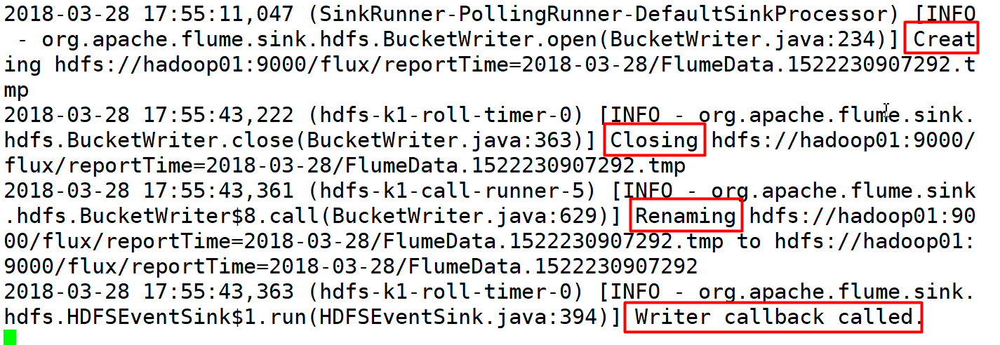 2018-03-28 17:55:11,047 (SinkRunner-PollingRunner-DefaultSinkProcessor) [INFO
 - org.apache.flume.sink.hdfs.BucketWriter.open(BucketWriter.java:234)] Creat
ing hdfs://hadoop01:9000/flux/reportTime=2018-03-28/FlumeData.1522230907292.t
mp
2018-03-28 17:55:43,222 (hdfs-k1-roll-timer-0) [INFO - org.apache.flume.sink.
hdfs.BucketWriter.close(BucketWriter.java:363)] Closing hdfs://hadoop01:9000/
flux/reportTime=2018-03-28/FlumeData.1522230907292.tmp
2018-03-28 17:55:43,361 (hdfs-k1-call-runner-5) [INFO - org.apache.flume.sink
.hdfs.BucketWriter$8.call(BucketWriter.java:629)] Renaming hdfs://hadoop01:90
00/flux/reportTime=2018-03-28/FlumeData.1522230907292.tmp to hdfs://hadoop01:
9000/flux/reportTime=2018-03-28/FlumeData.1522230907292
2018-03-28 17:55:43,363 (hdfs-k1-roll-timer-0) [INFO - org.apache.flume.sink.
hdfs.HDFSEventSink$1.run(HDFSEventSink.java:394)] Writer callback called.